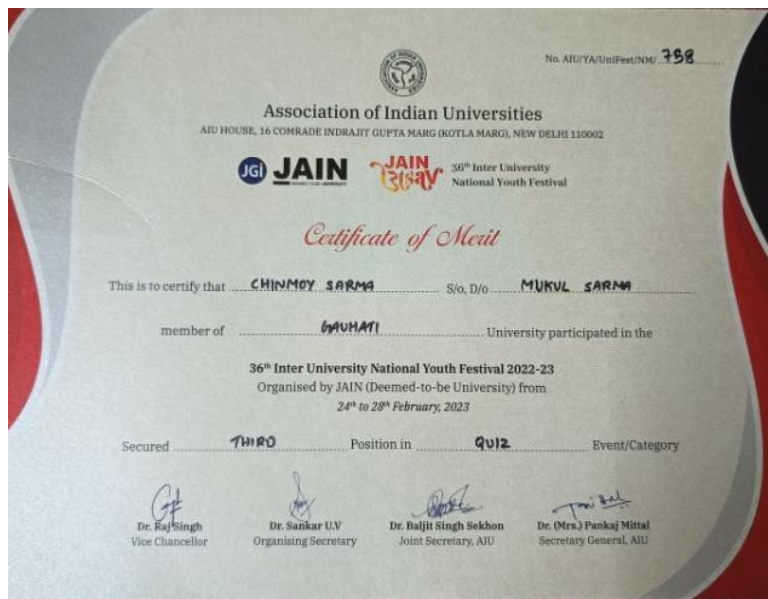 No. AIU/YA/UniFest/NM/ 758
Association of Indian Universities
AIU HOUSE, 16 COMRADE INDRAJIT GUPTA MARG (KOTLA MARG), NEW DELHI 110002
JGi JAIN
JAIN उत्सव
36th Inter University
National Youth Festival
Certificate of Merit
This is to certify that CHINMOY SARMA S/o, D/o MUKUL SARMA
member of GAUHATI University participated in the
36th Inter University National Youth Festival 2022-23
Organised by JAIN (Deemed-to-be University) from
24th to 28th February, 2023
Secured THIRD Position in QUIZ Event/Category
Dr. Raj Singh Dr. Sankar U.V Dr. Baljit Singh Sekhon Dr. (Mrs.) Pankaj Mittal
Vice Chancellor Organising Secretary Joint Secretary, AIU Secretary General, AIU